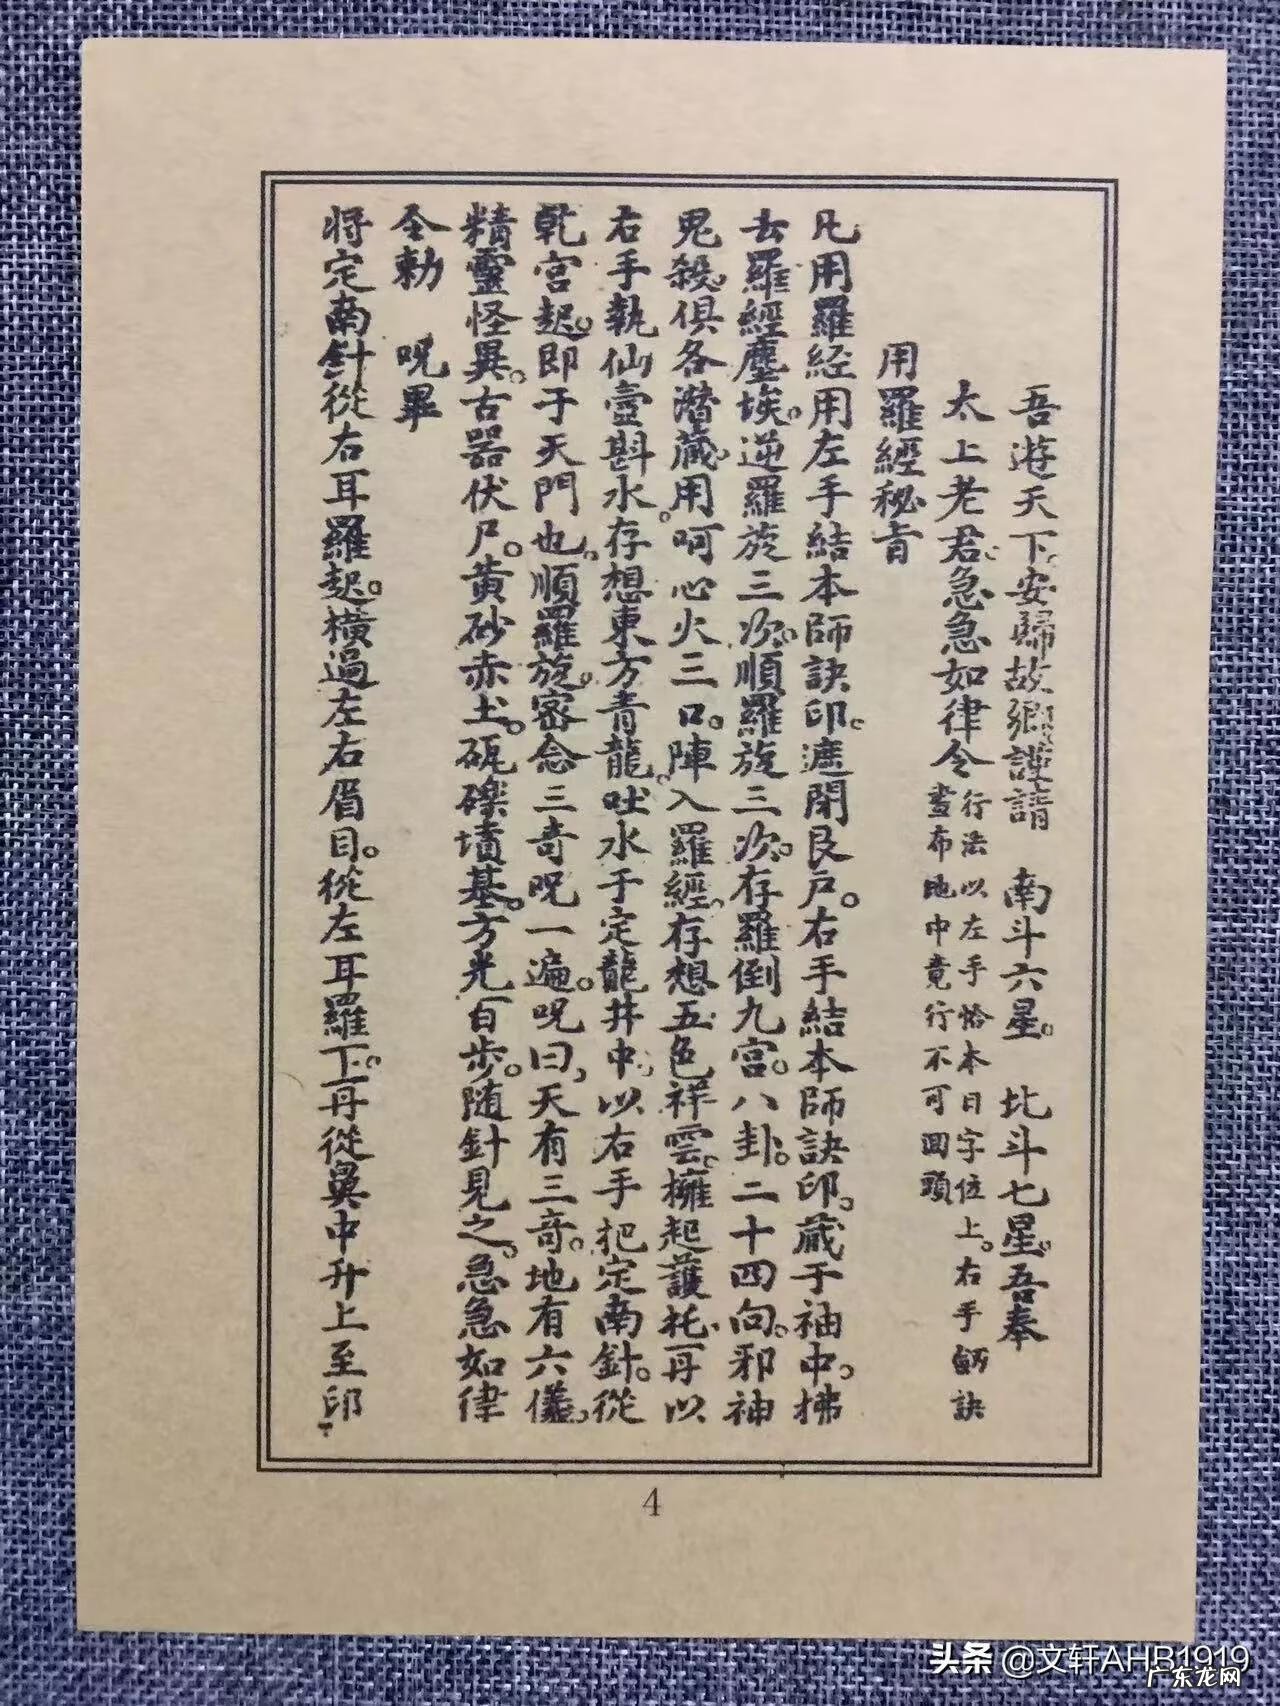 吾遊天下。安歸故鄉。謹請　南斗六星。　北斗七星。吾奉
太上老君。急急如律令
行法以左手恰本日字位上。右手劒訣
畫布地中竟行不可回頭
用羅經秘旨
凡用羅經用左手結本師訣印。遮閉艮戶。右手結本師訣印。藏于袖中。拂
去羅經塵埃。逆羅旋三次。順羅旋三次。存羅倒九宮。八卦。二十四向。邪神
鬼殺。俱各潛藏。用呵心火三口。陣入羅經。存想五色祥雲。擁起護托。再以
右手執仙壺斟水。存想東方青龍。吐水于定龍井中。以右手把定南針。從
乾宮起。即于天門也。順羅旋。密念三奇呪一遍。呪曰，天有三奇。地有六儀。
精靈怪異。古器伏尸。黄砂赤土。瓦礫墳基。方光百步。随針見之。急急如律
令勅　呪畢
将定南針從右耳羅起。橫過左右眉目。從左耳羅下。再從鼻中升上至印
4
头条 @文轩AHB1919
广东龙网